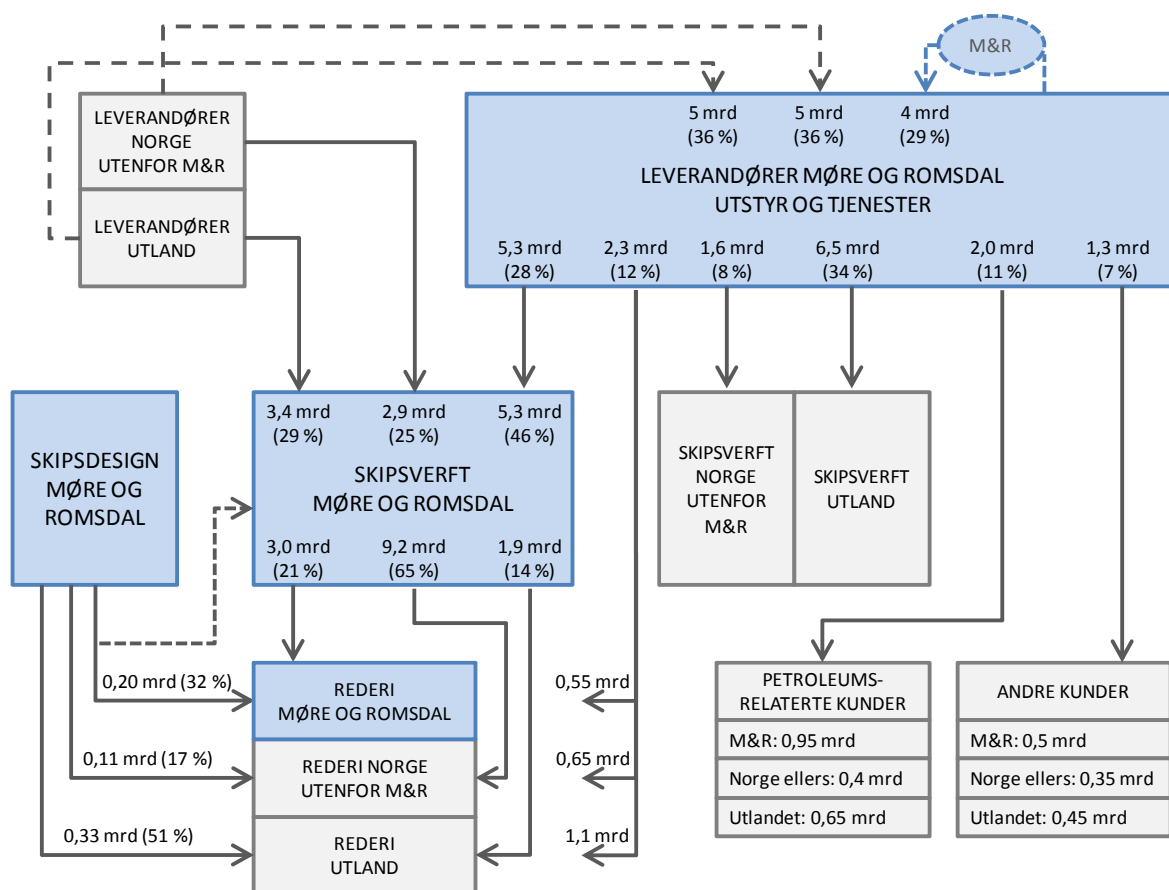 M&R
LEVERANDØRER
NORGE
UTENFOR M&R
LEVERANDØRER
UTLAND
5 mrd
(36 %)
5 mrd
(36 %)
4 mrd
(29 %)
LEVERANDØRER MØRE OG ROMSDAL
UTSTYR OG TJENESTER
5,3 mrd
(28 %)
2,3 mrd
(12 %)
1,6 mrd
(8 %)
6,5 mrd
(34 %)
2,0 mrd
(11 %)
1,3 mrd
(7 %)
SKIPSDESIGN
MØRE OG
ROMSDAL
3,4 mrd
(29 %)
2,9 mrd
(25 %)
5,3 mrd
(46 %)
SKIPSVERFT
MØRE OG ROMSDAL
3,0 mrd
(21 %)
9,2 mrd
(65 %)
1,9 mrd
(14 %)
SKIPSVERFT
NORGE
UTENFOR
M&R
SKIPSVERFT
UTLAND
0,20 mrd (32 %)
0,11 mrd (17 %)
0,33 mrd (51 %)
REDERI
MØRE OG ROMSDAL
REDERI NORGE
UTENFOR M&R
REDERI
UTLAND
0,55 mrd
0,65 mrd
1,1 mrd
PETROLEUMS-
RELATERTE KUNDER
M&R: 0,95 mrd
Norge ellers: 0,4 mrd
Utlandet: 0,65 mrd
ANDRE KUNDER
M&R: 0,5 mrd
Norge ellers: 0,35 mrd
Utlandet: 0,45 mrd